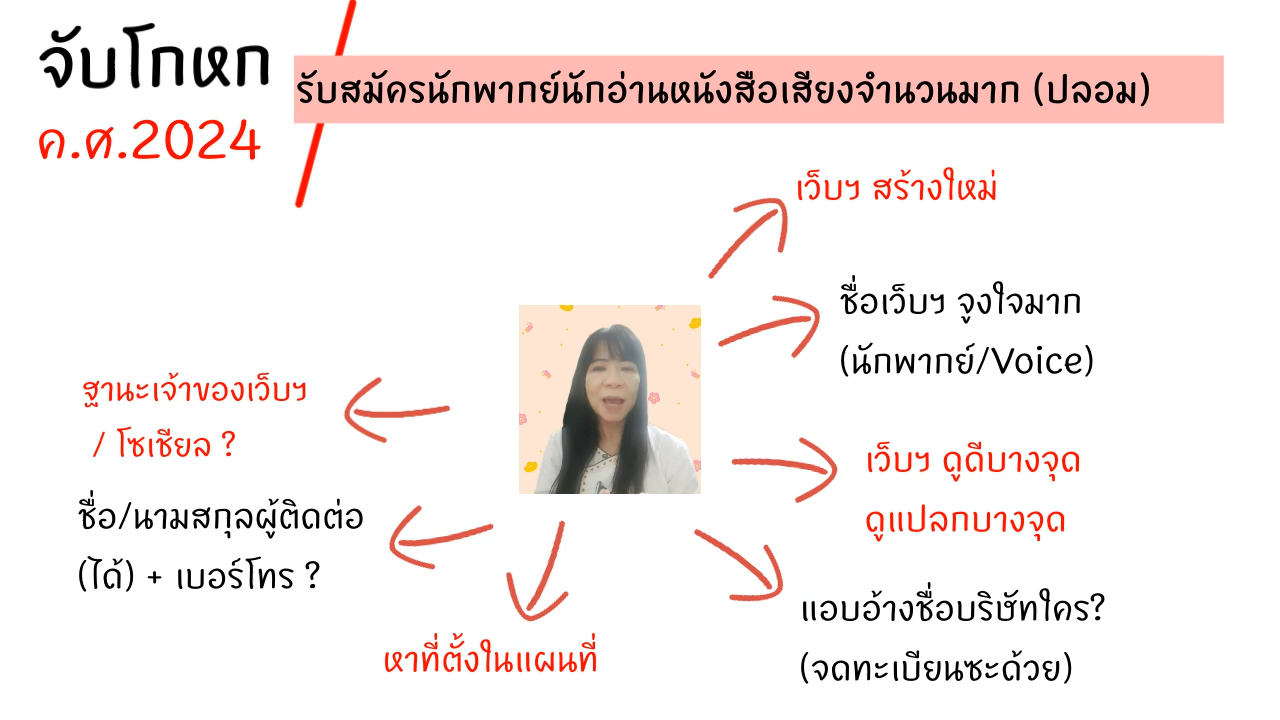 จับโกหก
ค.ศ.2024
รับสมัครนักพากย์นักอ่านหนังสือเสียงจำนวนมาก (ปลอม)
เว็บฯ สร้างใหม่
ชื่อเว็บฯ จูงใจมาก
(นักพากย์/Voice)
ฐานะเจ้าของเว็บฯ
/ โซเชียล ?
เว็บฯ ดูดีบางจุด
ดูแปลกบางจุด
ชื่อ/นามสกุลผู้ติดต่อ
(ได้) + เบอร์โทร ?
แอบอ้างชื่อบริษัทใคร?
(จดทะเบียนซะด้วย)
หาที่ตั้งในแผนที่